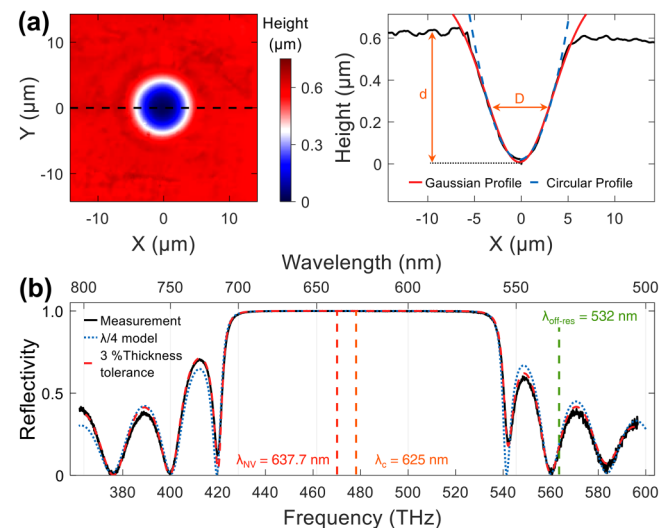 (a)
Height
(µm)
0.6
0.3
0
10
0
-10
Y (µm)
-10
0
10
X (µm)
0.6
0.4
0.2
0
Height (µm)
d
D
Gaussian Profile
Circular Profile
-10
-5
0
5
10
X (µm)
(b)
Wavelength (nm)
800
750
700
650
600
550
500
Measurement
λ/4 model
3 %Thickness
tolerance
λoff-res = 532 nm
λNV = 637.7 nm
λc = 625 nm
1.0
0.5
0
Reflectivity
380
400
420
440
460
480
500
520
540
560
580
600
Frequency (THz)